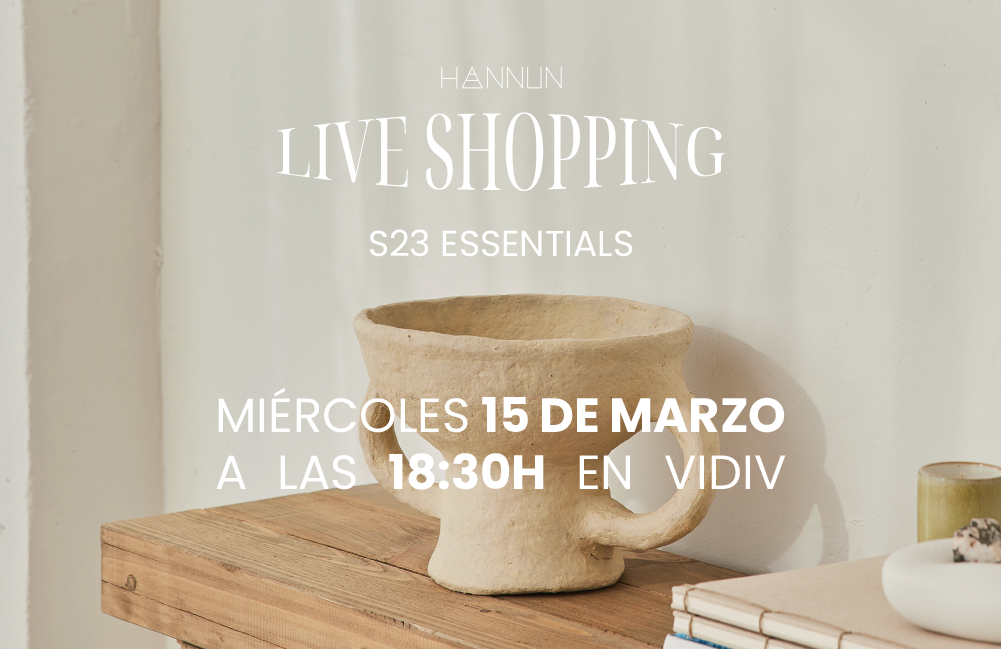 HANNUN
LIVE SHOPPING
S23 ESSENTIALS
MIÉRCOLES 15 DE MARZO
A LAS 18:30H EN VIDIV